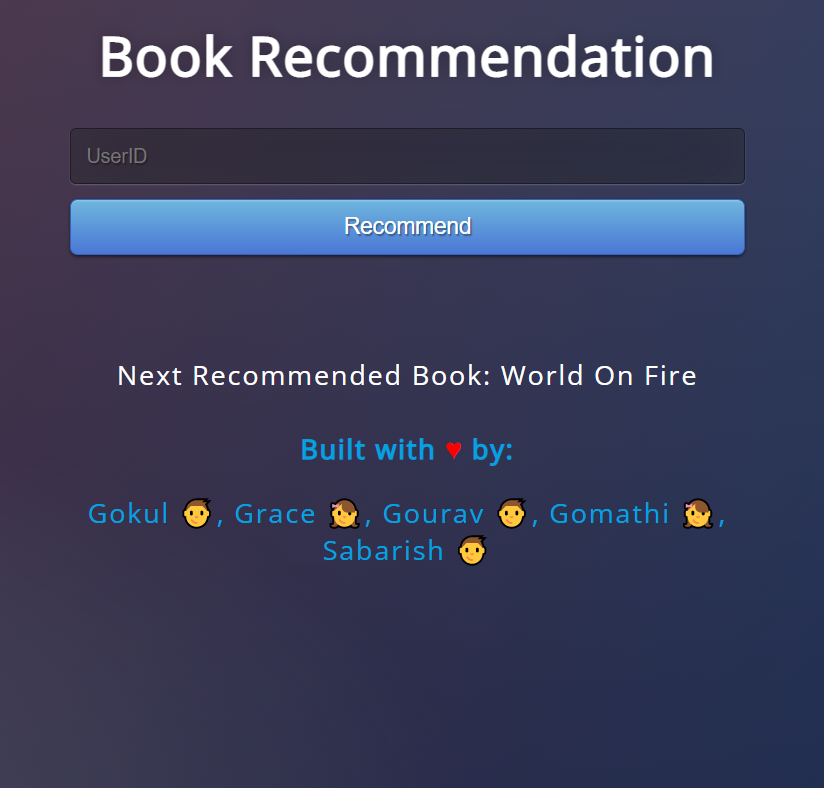 Book Recommendation
UserID
Recommend
Next Recommended Book: World On Fire
Built with ♥ by:
Gokul 👦, Grace 👧, Gourav 👦, Gomathi 👧,
Sabarish 👦